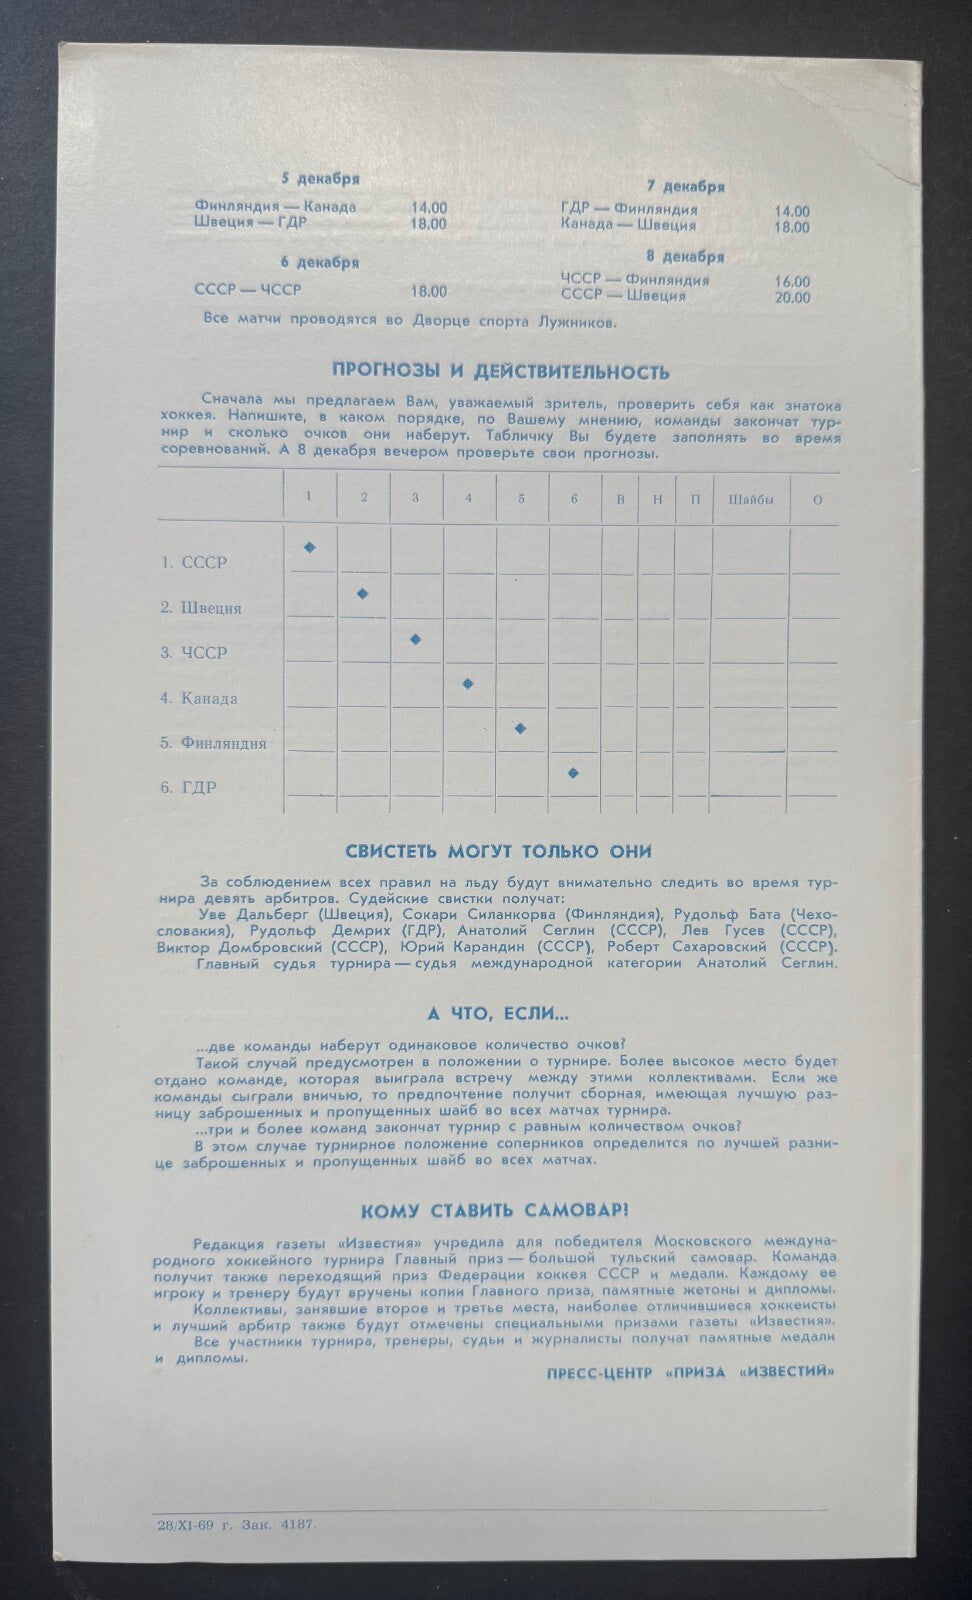 5 декабря
Финляндия — Канада 14.00
Швеция — ГДР 18.00
6 декабря
СССР — ЧССР 18.00
7 декабря
ГДР — Финляндия 14.00
Канада — Швеция 18.00
8 декабря
ЧССР — Финляндия 16.00
СССР — Швеция 20.00
Все матчи проводятся во Дворце спорта Лужников.
ПРОГНОЗЫ И ДЕЙСТВИТЕЛЬНОСТЬ
Сначала мы предлагаем Вам, уважаемый зритель, проверить себя как знатока
хоккея. Напишите, в каком порядке, по Вашему мнению, команды закончат тур-
нир и сколько очков они наберут. Табличку Вы будете заполнять во время
соревнований. А 8 декабря вечером проверьте свои прогнозы.
1 2 3 4 5 6 В Н П Шайбы О
1. СССР
2. Швеция
3. ЧССР
4. Канада
5. Финляндия
6. ГДР
СВИСТЕТЬ МОГУТ ТОЛЬКО ОНИ
За соблюдением всех правил на льду будут внимательно следить во время тур-
нира девять арбитров. Судейские свистки получат:
Уве Дальберг (Швеция), Сокари Силанкорва (Финляндия), Рудольф Бата (Чехо-
словакия), Рудольф Демрих (ГДР), Анатолий Сеглин (СССР), Лев Гусев (СССР),
Виктор Домбровский (СССР), Юрий Карандин (СССР), Роберт Сахаровский (СССР).
Главный судья турнира — судья международной категории Анатолий Сеглин.
А ЧТО, ЕСЛИ...
...две команды наберут одинаковое количество очков?
Такой случай предусмотрен в положении о турнире. Более высокое место будет
отдано команде, которая выиграла встречу между этими коллективами. Если же
команды сыграли вничью, то предпочтение получит сборная, имеющая лучшую раз-
ницу заброшенных и пропущенных шайб во всех матчах турнира.
...три и более команд закончат турнир с равным количеством очков?
В этом случае турнирное положение соперников определится по лучшей разни-
це заброшенных и пропущенных шайб во всех матчах.
КОМУ СТАВИТЬ САМОВАР?
Редакция газеты «Известия» учредила для победителя Московского междуна-
родного хоккейного турнира Главный приз — большой тульский самовар. Команда
получит также переходящий приз Федерации хоккея СССР и медали. Каждому ее
игроку и тренеру будут вручены копии Главного приза, памятные жетоны и дипломы.
Коллективы, занявшие второе и третье места, наиболее отличившиеся хоккеисты
и лучший арбитр также будут отмечены специальными призами газеты «Известия».
Все участники турнира, тренеры, судьи и журналисты получат памятные медали
и дипломы.
ПРЕСС-ЦЕНТР «ПРИЗА «ИЗВЕСТИЙ»
28/XI-69 г. Зак. 4187.